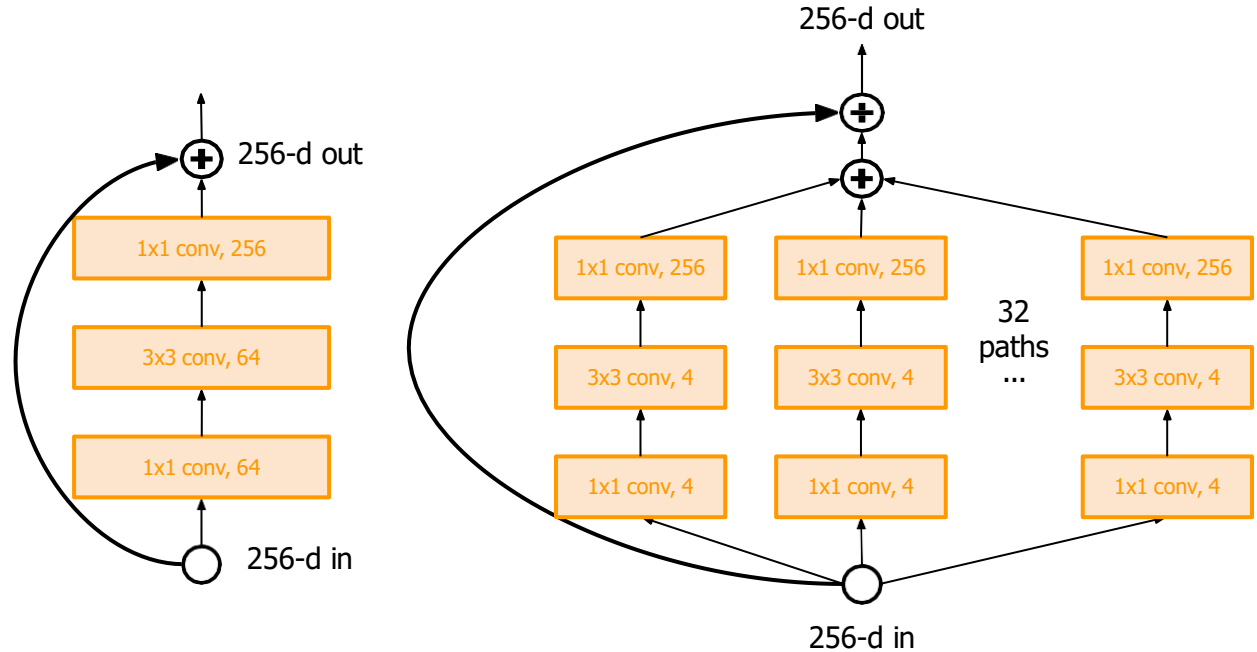 256-d out
1x1 conv, 256
3x3 conv, 64
1x1 conv, 64
256-d in
256-d out
1x1 conv, 256
1x1 conv, 256
1x1 conv, 256
32
paths
...
3x3 conv, 4
3x3 conv, 4
3x3 conv, 4
1x1 conv, 4
1x1 conv, 4
1x1 conv, 4
256-d in